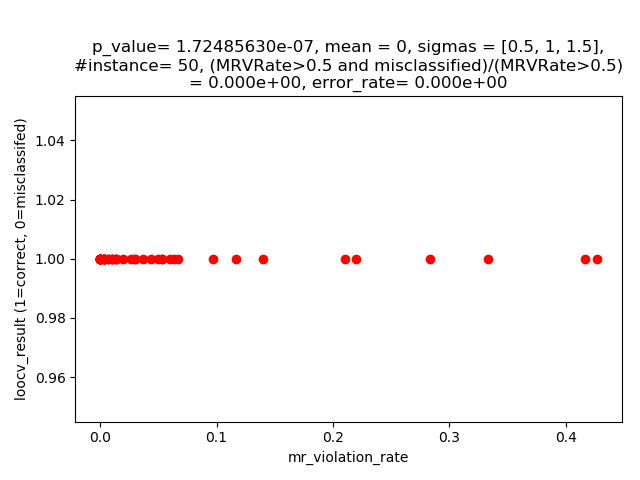 p_value= 1.72485630e-07, mean = 0, sigmas = [0.5, 1, 1.5],
#instance= 50, (MRVRate>0.5 and misclassified)/(MRVRate>0.5)
= 0.000e+00, error_rate= 0.000e+00
1.04
1.02
1.00
0.98
0.96
loocv_result (1=correct, 0=misclassifed)
0.0 0.1 0.2 0.3 0.4
mr_violation_rate